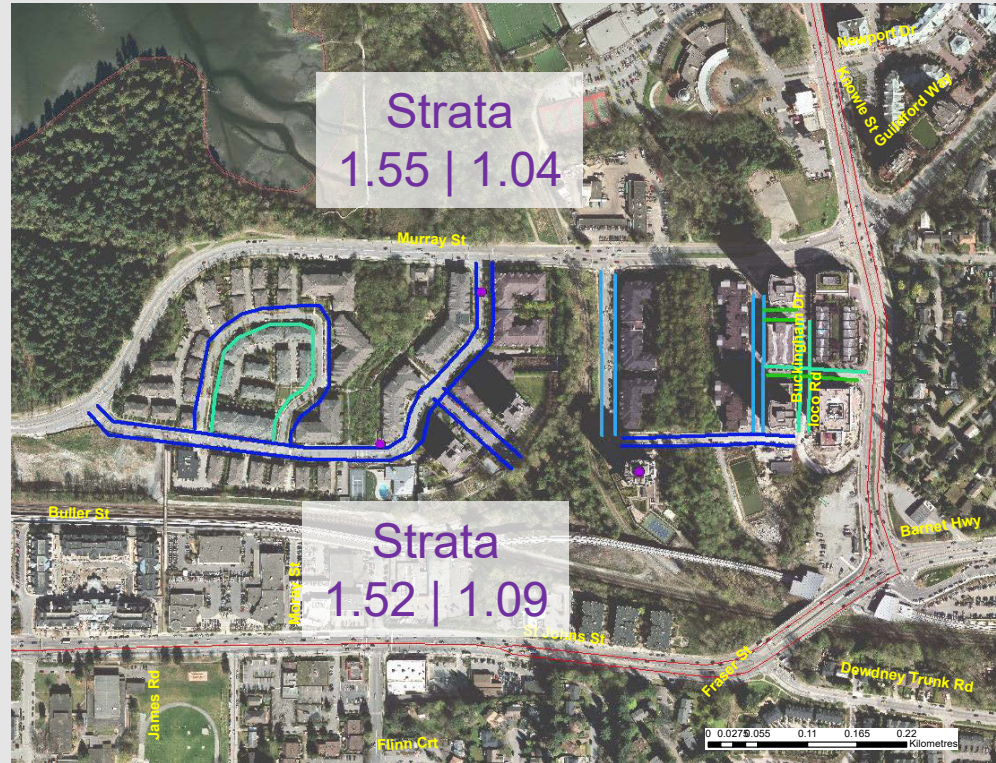 Newport Dr
Knowle St
Guildford Way
Strata
1.55 | 1.04
Murray St
Buckingham Dr
Ioco Rd
Buller St
Barnet Hwy
Strata
1.52 | 1.09
St Johns St
Fraser St
Dewdney Trunk Rd
James Rd
Flinn Crt
0 0.0275 0.055 0.11 0.165 0.22
Kilometres